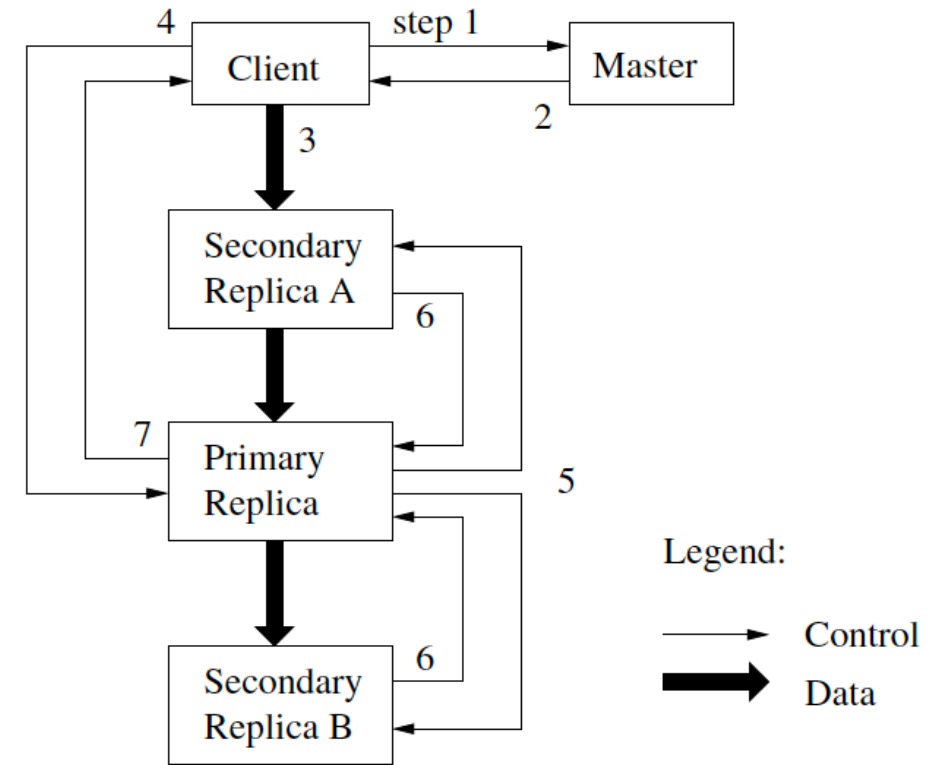 4
step 1
Client
Master
2
3
Secondary
Replica A
6
7
Primary
Replica
5
Legend:
Control
6
Secondary
Replica B
Data